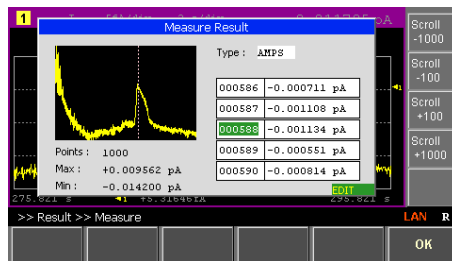 1
Measure Result
Type : AMPS
000586 -0.000711 pA
000587 -0.001108 pA
000588 -0.001134 pA
000589 -0.000551 pA
000590 -0.000814 pA
Points : 1000
Max : +0.009562 pA
Min : -0.014200 pA
EDIT
275.821 s
295.821 s
>> Result >> Measure
LAN R
Scroll
-1000
Scroll
-100
Scroll
+100
Scroll
+1000
OK